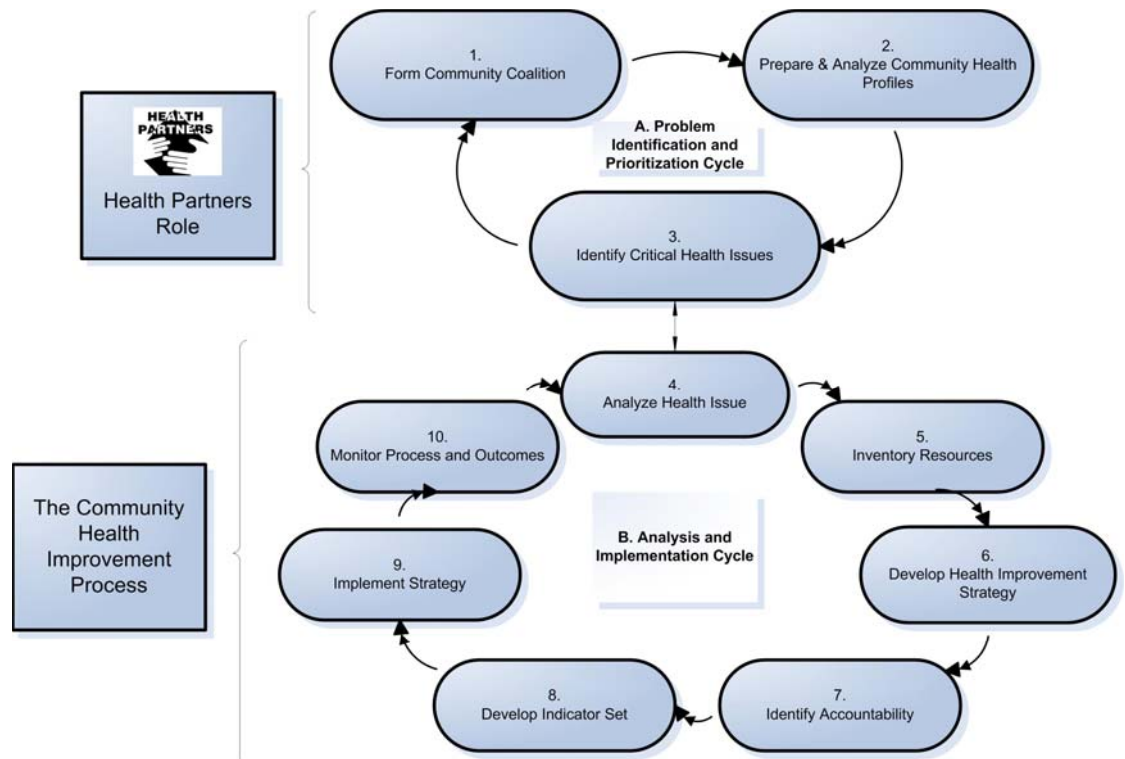 1.
Form Community Coalition
2.
Prepare & Analyze Community Health
Profiles
HEALTH
PARTNERS
Health Partners
Role
A. Problem
Identification and
Prioritization Cycle
3.
Identify Critical Health Issues
4.
Analyze Health Issue
10.
Monitor Process and Outcomes
5.
Inventory Resources
The Community
Health
Improvement
Process
B. Analysis and
Implementation Cycle
9.
Implement Strategy
6.
Develop Health Improvement
Strategy
8.
Develop Indicator Set
7.
Identify Accountability